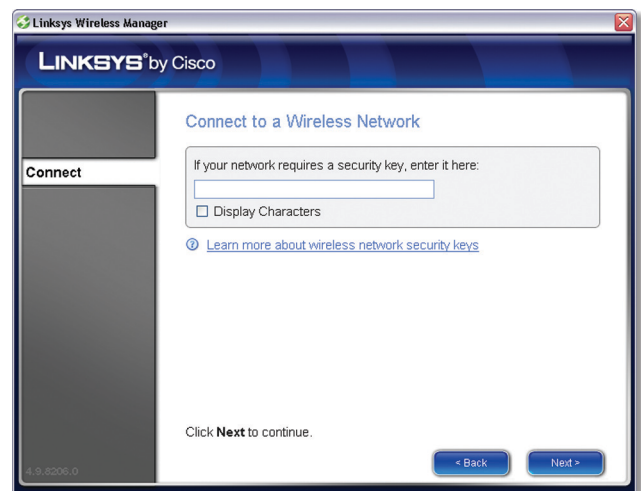 Linksys Wireless Manager
LINKSYS® by Cisco
Connect to a Wireless Network
Connect
If your network requires a security key, enter it here:
Display Characters
Learn more about wireless network security keys
Click Next to continue.
4.9.8206.0
< Back
Next >